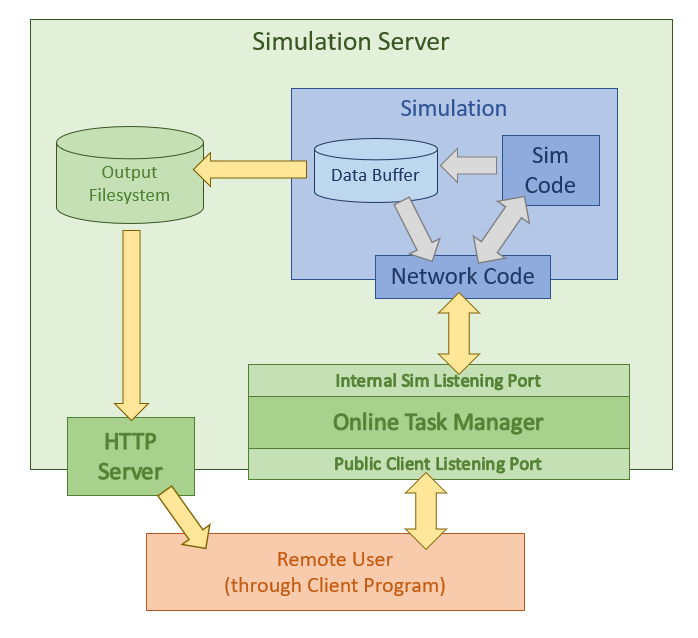 Simulation Server
Simulation
Output
Filesystem
Data Buffer
Sim
Code
Network Code
Internal Sim Listening Port
Online Task Manager
Public Client Listening Port
HTTP
Server
Remote User
(through Client Program)